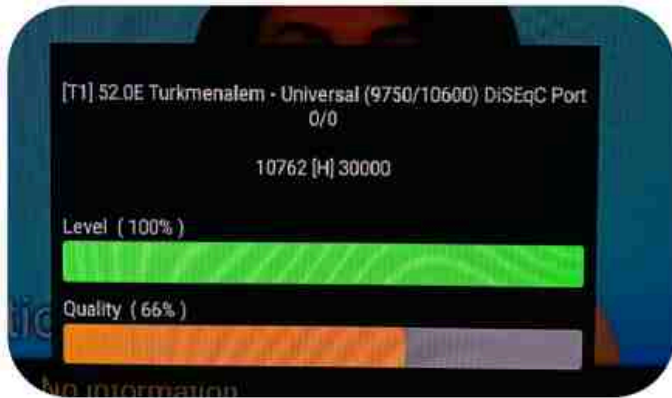 [T1] 52.0E Turkmenalem - Universal (9750/10600) DiSEqC Port
0/0
10762 [H] 30000
Level ( 100% )
Quality ( 66% )
No information